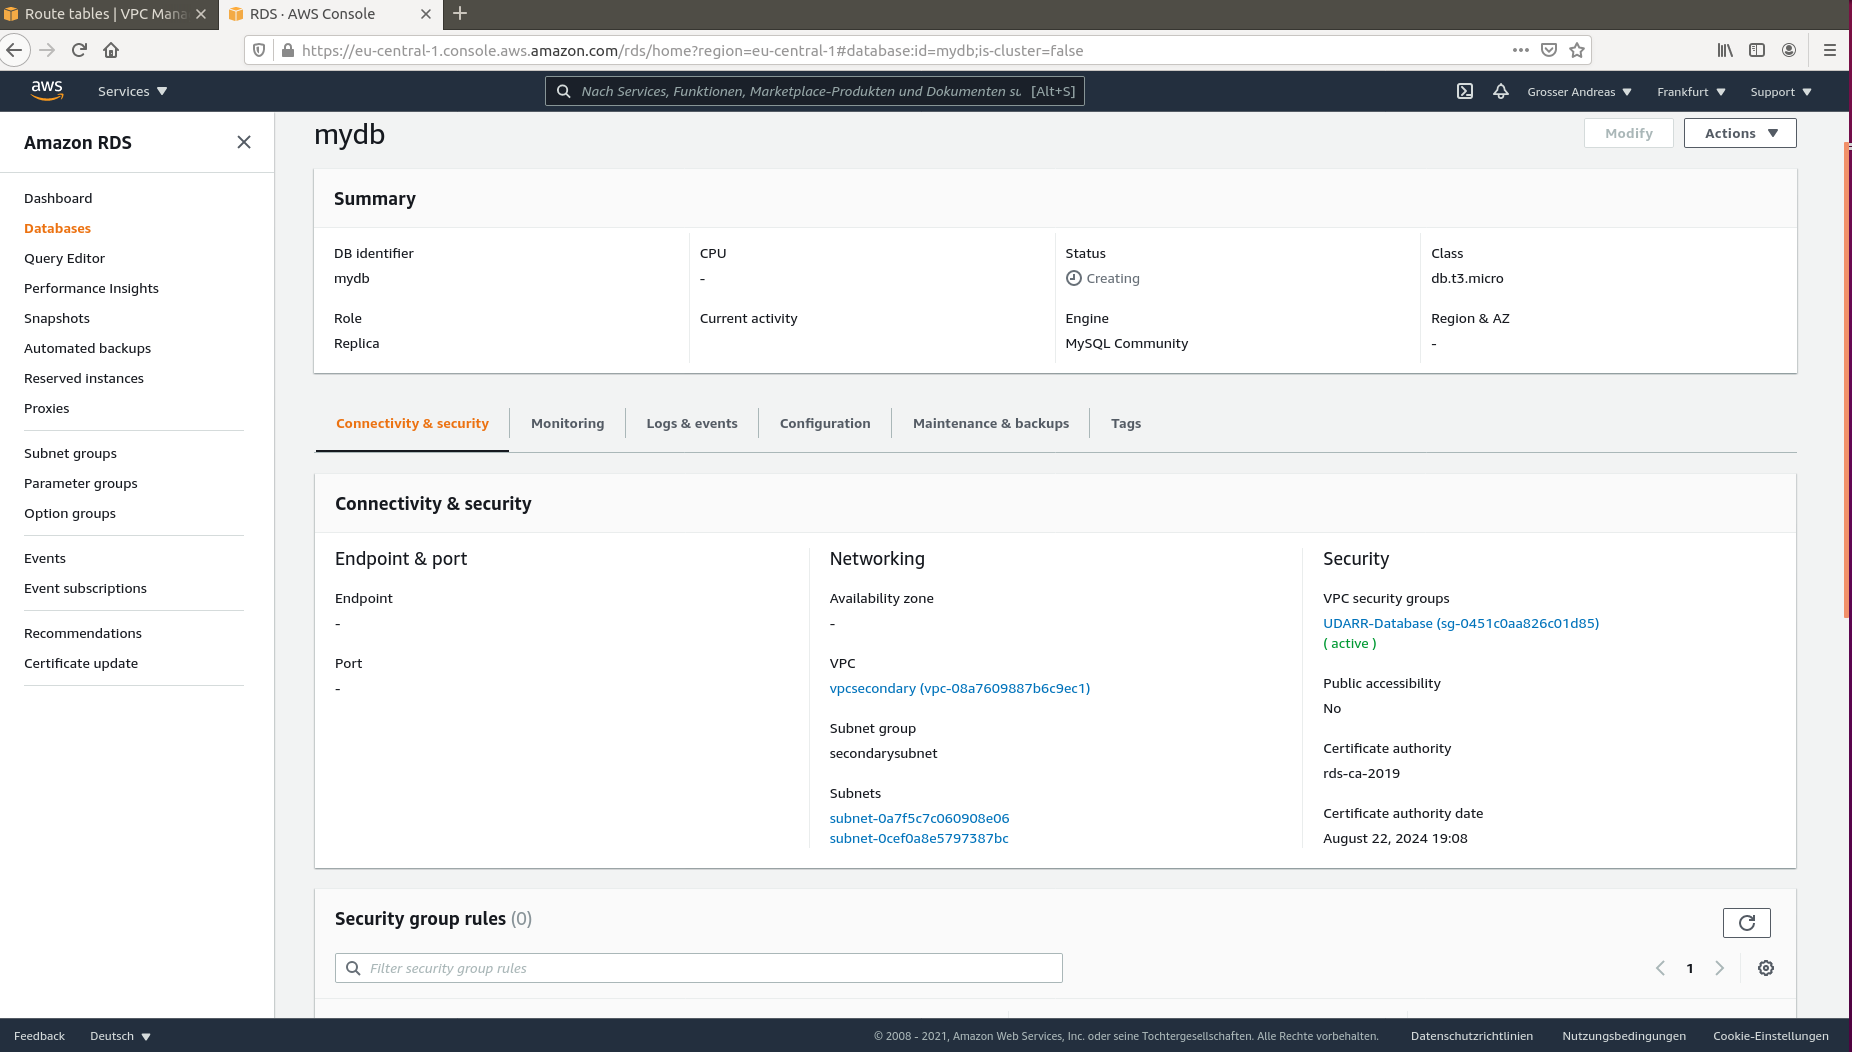 Route tables | VPC Mana
RDS · AWS Console
https://eu-central-1.console.aws.amazon.com/rds/home?region=eu-central-1#database:id=mydb;is-cluster=false
aws
Services
Nach Services, Funktionen, Marketplace-Produkten und Dokumenten su [Alt+S]
Grosser Andreas
Frankfurt
Support
Amazon RDS
Dashboard
Databases
Query Editor
Performance Insights
Snapshots
Automated backups
Reserved instances
Proxies
Subnet groups
Parameter groups
Option groups
Events
Event subscriptions
Recommendations
Certificate update
mydb
Modify
Actions
Summary
DB identifier
mydb
Role
Replica
CPU
-
Current activity
Status
Creating
Engine
MySQL Community
Class
db.t3.micro
Region & AZ
-
Connectivity & security
Monitoring
Logs & events
Configuration
Maintenance & backups
Tags
Connectivity & security
Endpoint & port
Endpoint
-
Port
-
Networking
Availability zone
-
VPC
vpcsecondary (vpc-08a7609887b6c9ec1)
Subnet group
secondarysubnet
Subnets
subnet-0a7f5c7c060908e06
subnet-0cef0a8e5797387bc
Security
VPC security groups
UDARR-Database (sg-0451c0aa826c01d85)
( active )
Public accessibility
No
Certificate authority
rds-ca-2019
Certificate authority date
August 22, 2024 19:08
Security group rules (0)
Filter security group rules
1
Feedback
Deutsch
© 2008 - 2021, Amazon Web Services, Inc. oder seine Tochtergesellschaften. Alle Rechte vorbehalten.
Datenschutzrichtlinien
Nutzungsbedingungen
Cookie-Einstellungen